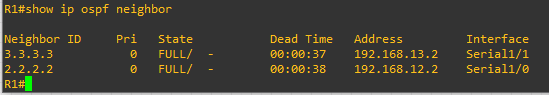 R1#show ip ospf neighbor
Neighbor ID     Pri   State           Dead Time   Address         Interface
3.3.3.3           0   FULL/  -        00:00:37    192.168.13.2    Serial1/1
2.2.2.2           0   FULL/  -        00:00:38    192.168.12.2    Serial1/0
R1#